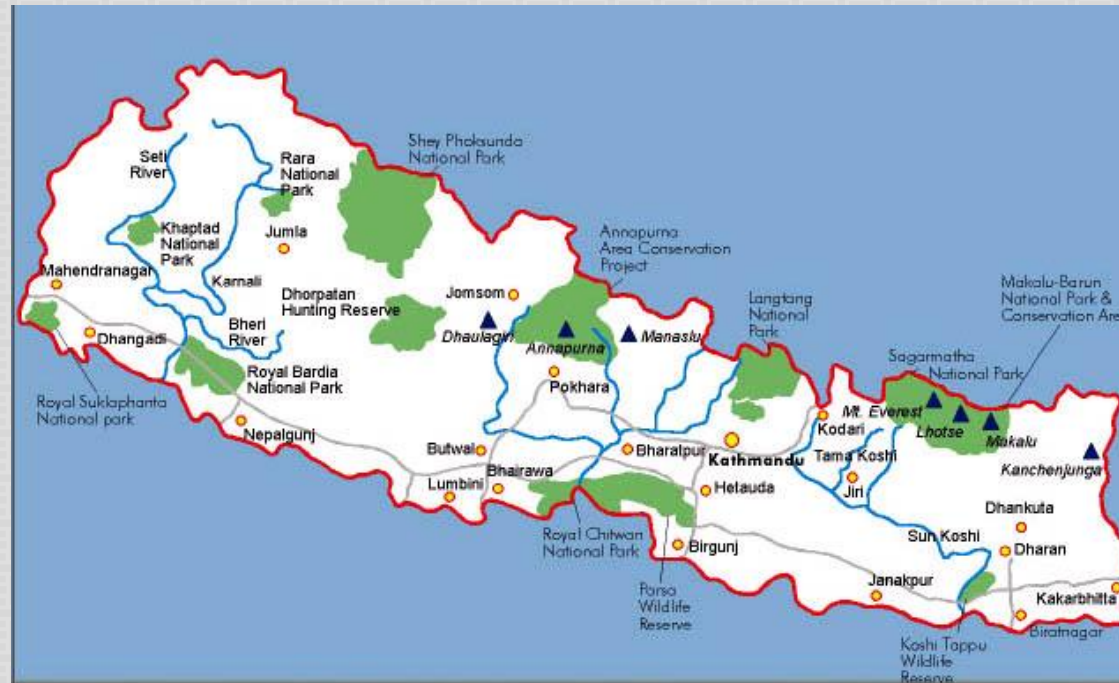 Shey Phoksunda
National Park
Seti
River
Rara
National
Park
Khaptad
National
Park
Jumla
Mahendranagar
Karnali
Annapurna
Area Conservation
Project
Makalu-Barun
National Park &
Conservation Are
Dhorpatan
Hunting Reserve
Jomsom
Langtang
National
Park
Dhangadi
Bheri
River
Dhaulagiri
Annapurna
Manaslu
Sagarmatha
National Park
Royal Bardia
National Park
Pokhara
Royal Suklaphanta
National park
Mt. Everest
Lhotse
Makalu
Kodari
Nepalgunj
Butwal
Bharatpur
Kathmandu
Tama Koshi
Kanchenjunga
Lumbini
Bhairawa
Hetauda
Jiri
Dhankuta
Royal Chitwan
National Park
Birgunj
Sun Koshi
Dharan
Parsa
Wildlife
Reserve
Janakpur
Kakarbhitta
Biratnagar
Koshi Tappu
Wildlife
Reserve